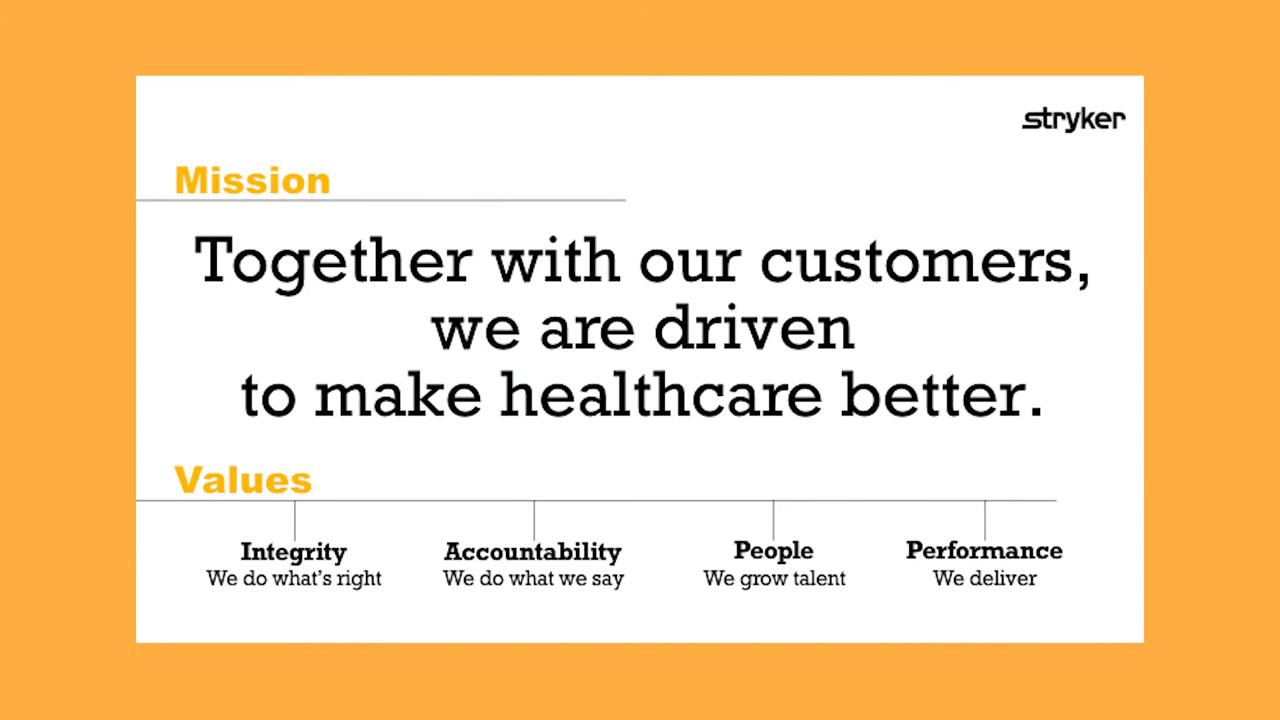 stryker
Mission
Together with our customers,
we are driven
to make healthcare better.
Values
Integrity
We do what's right
Accountability
We do what we say
People
We grow talent
Performance
We deliver